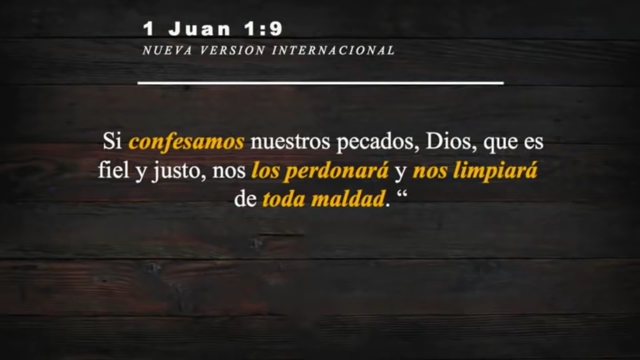 1 Juan 1:9
NUEVA VERSION INTERNACIONAL
Si confesamos nuestros pecados, Dios, que es
fiel y justo, nos los perdonará y nos limpiará
de toda maldad. “